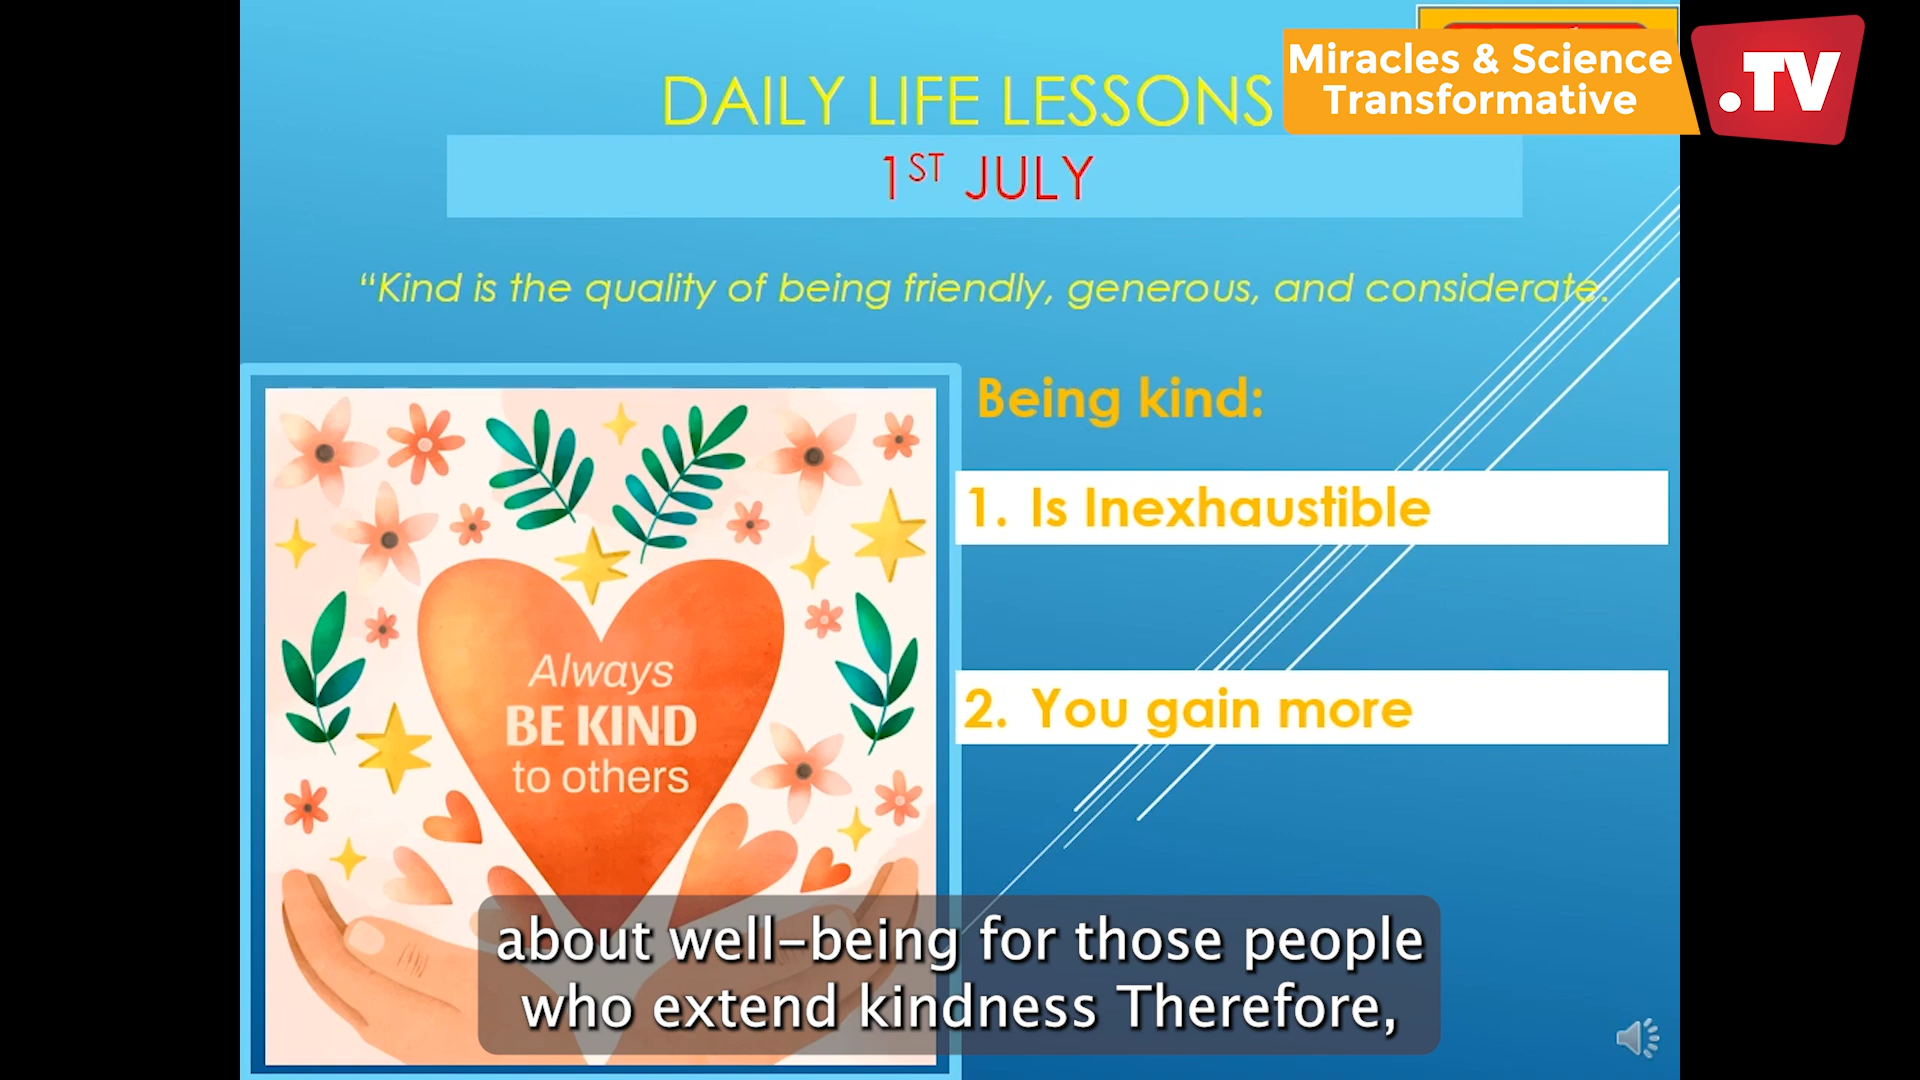 Miracles & Science
Transformative
.TV
DAILY LIFE LESSONS
1ST JULY
“Kind is the quality of being friendly, generous, and considerate.
Being kind:
1. Is Inexhaustible
2. You gain more
Always
BE KIND
to others
about well-being for those people
who extend kindness Therefore,